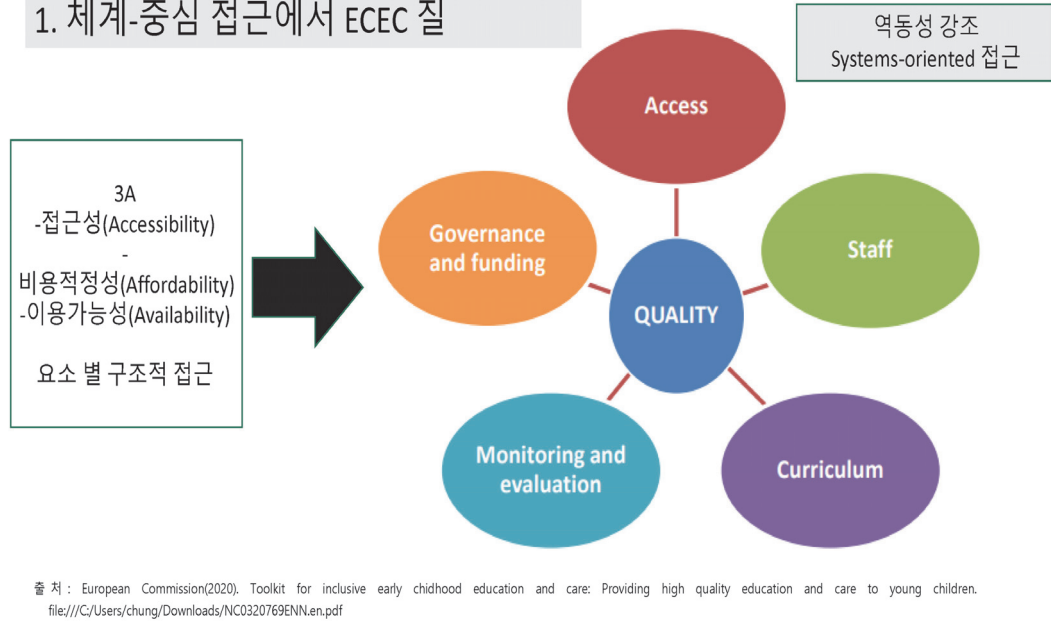 1. 체계-중심 접근에서 ECEC 질
역동성 강조
Systems-oriented 접근
3A
-접근성(Accessibility)
-
비용적정성(Affordability)
-이용가능성(Availability)
요소 별 구조적 접근
Access
Governance
and funding
Staff
QUALITY
Monitoring and
evaluation
Curriculum
출 처 : European Commission(2020). Toolkit for inclusive early chidhood education and care: Providing high quality education and care to young children.
file:///C:/Users/chung/Downloads/NC0320769ENN.en.pdf